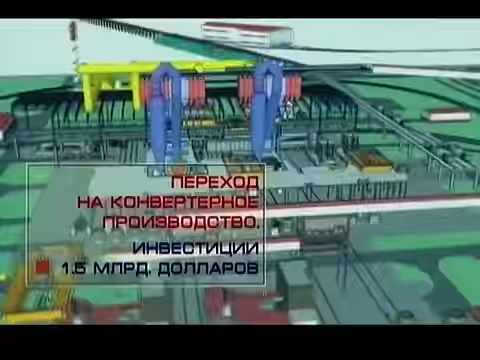 ПЕРЕХОД
НА КОНВЕРТЕРНОЕ
ПРОИЗВОДСТВО.
ИНВЕСТИЦИИ
1.5 МЛРД. ДОЛЛАРОВ